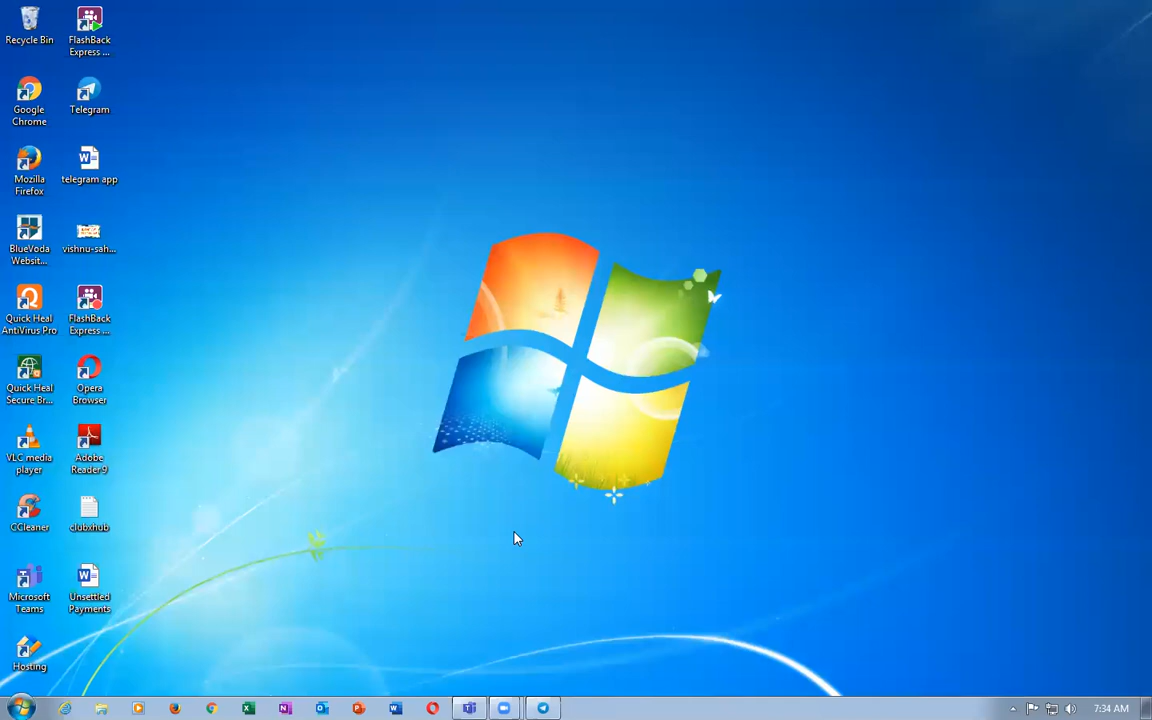 Recycle Bin
FlashBack
Express ...
Google
Chrome
Telegram
Mozilla
Firefox
telegram app
BlueVoda
Websit...
vishnu-sah...
Quick Heal
AntiVirus Pro
FlashBack
Express ...
Quick Heal
Secure Br...
Opera
Browser
VLC media
player
Adobe
Reader 9
CCleaner
clubxhub
Microsoft
Teams
Unsettled
Payments
Hosting
7:34 AM